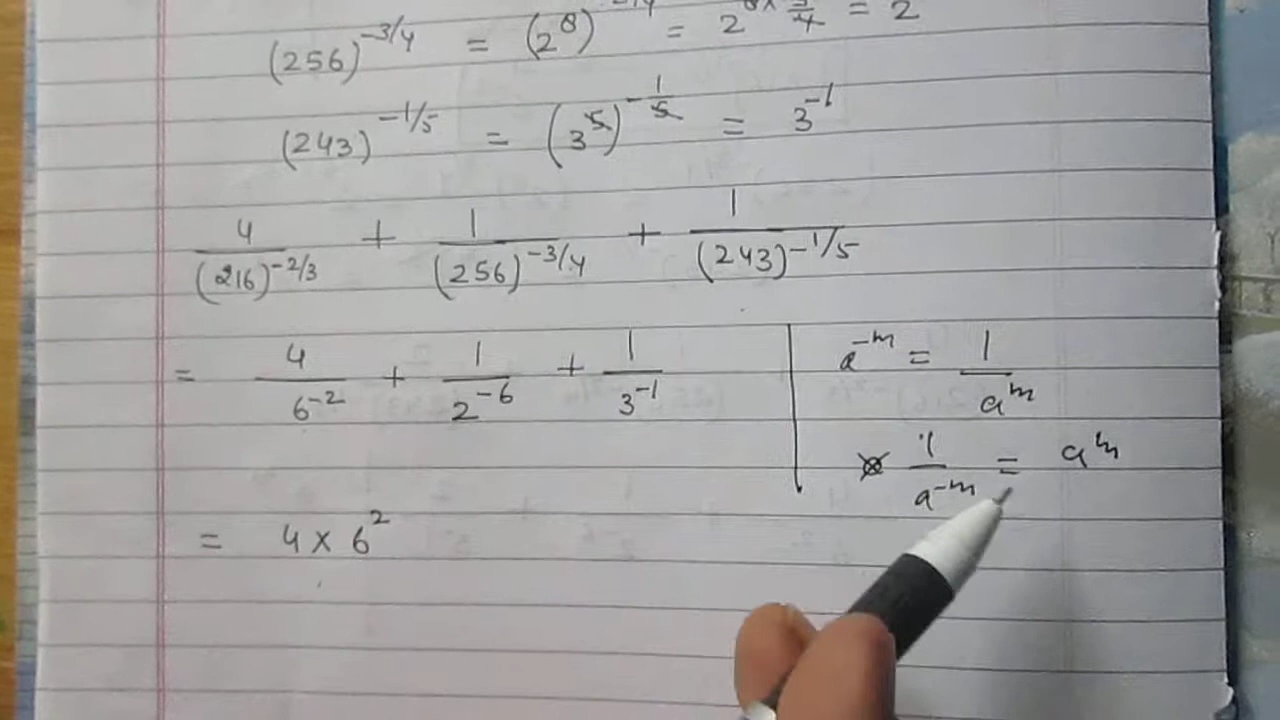 (256)^{-3/4} = (2^8) = 2 = 2
(243)^{-1/5} = (3^5)^{-1/5} = 3^{-1}
4/(216)^{-2/3} + 1/(256)^{-3/4} + 1/(243)^{-1/5}
= 4/6^{-2} + 1/2^{-6} + 1/3^{-1}
a^{-m} = 1/a^m
1/a^{-m} = a^m
= 4 × 6^2